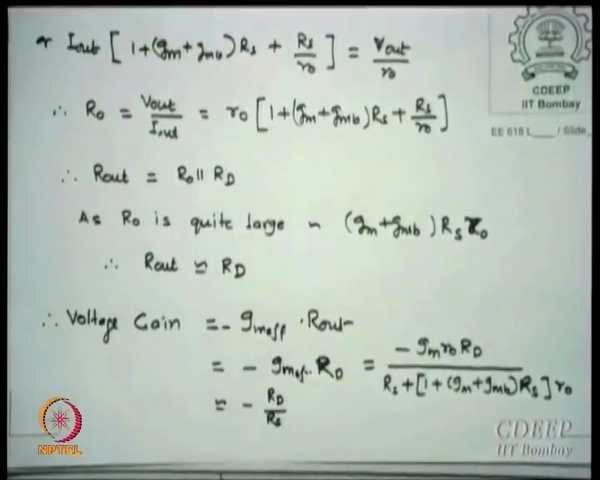 or Iout [ 1+(gm+gmb)Rs + Rs/ro ] = Vout/ro
CDEEP
IIT Bombay
∴ Ro = Vout/Iout = ro [ 1+(gm+gmb)Rs + Rs/ro ]
EE 618 L____ / Slide
∴ Rout = Ro || RD
As Ro is quite large ~ (gm+gmb)Rs ro
∴ Rout ≃ RD
∴ Voltage Gain = - gmeff · Rout
= - gmeff · RD = - gm ro RD / Rs+[1+(gm+gmb)Rs]ro
≃ - RD/Rs
NPTEL
CDEEP
IIT Bombay